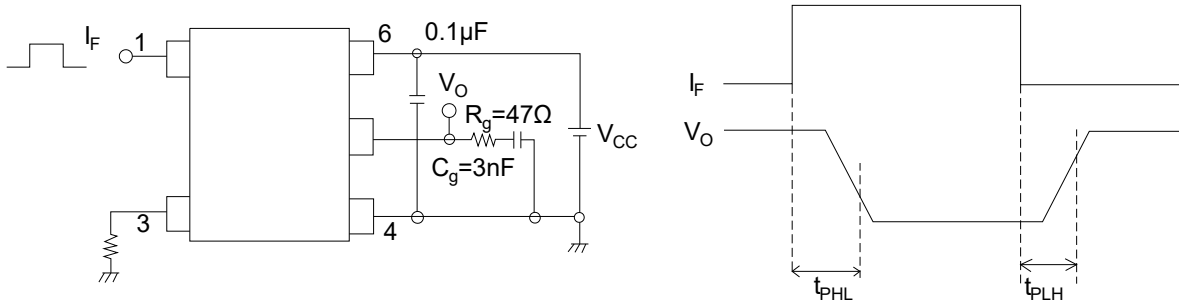 I_F
1
6
0.1µF
V_O
R_g=47Ω
V_CC
C_g=3nF
3
4
I_F
V_O
t_PHL
t_PLH